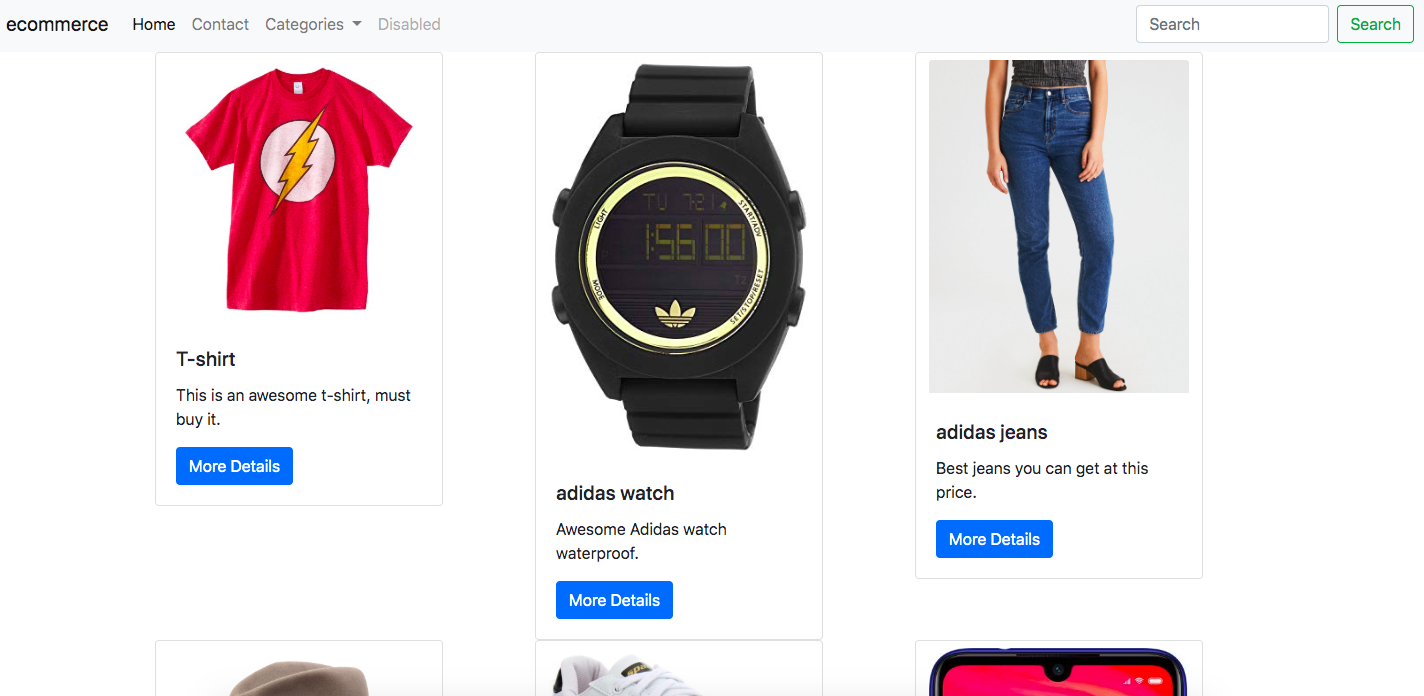 ecommerce Home Contact Categories Disabled Search Search
TU 7-21
LIGHT
START/ADV
1:56 00
MODE
SET/STOP/RESET
T-shirt
This is an awesome t-shirt, must
buy it.
More Details
adidas watch
Awesome Adidas watch
waterproof.
More Details
adidas jeans
Best jeans you can get at this
price.
More Details